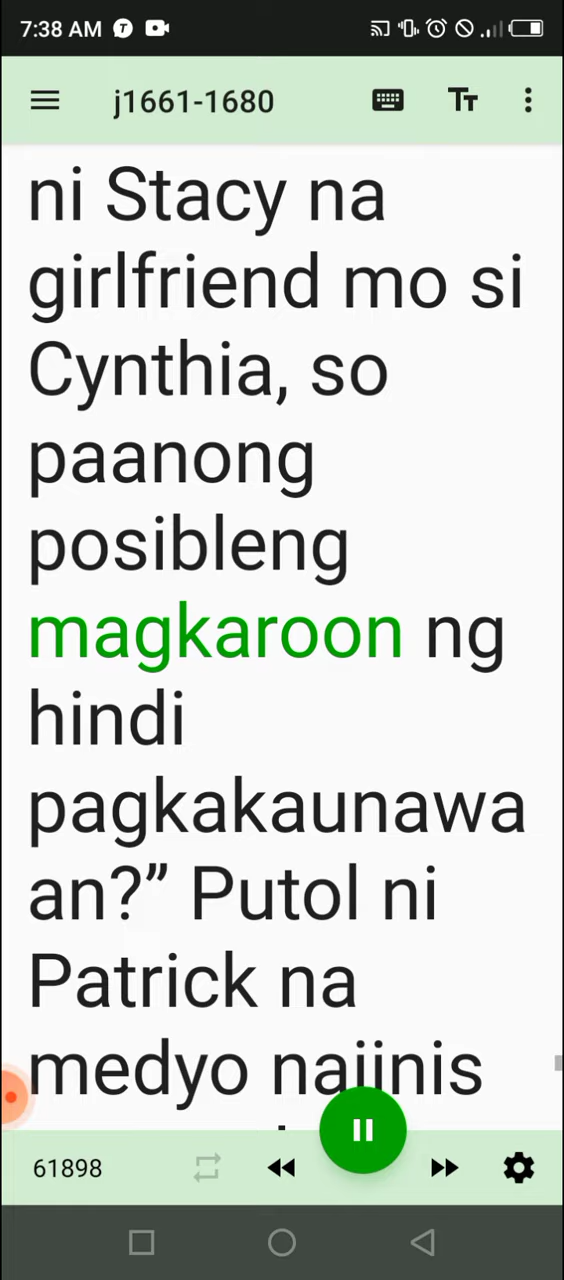 7:38 AM
j1661-1680
ni Stacy na
girlfriend mo si
Cynthia, so
paanong
posibleng
magkaroon ng
hindi
pagkakaunawa
an?” Putol ni
Patrick na
medyo naiinis
61898